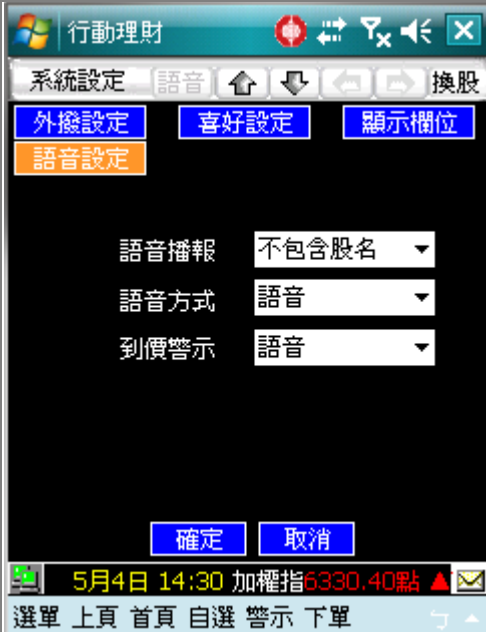 行動理財
系統設定 語音 換股
外撥設定 喜好設定 顯示欄位
語音設定
語音播報 不包含股名
語音方式 語音
到價警示 語音
確定 取消
5月4日 14:30 加權指6330.40點 ▲
選單 上頁 首頁 自選 警示 下單 ㄅ